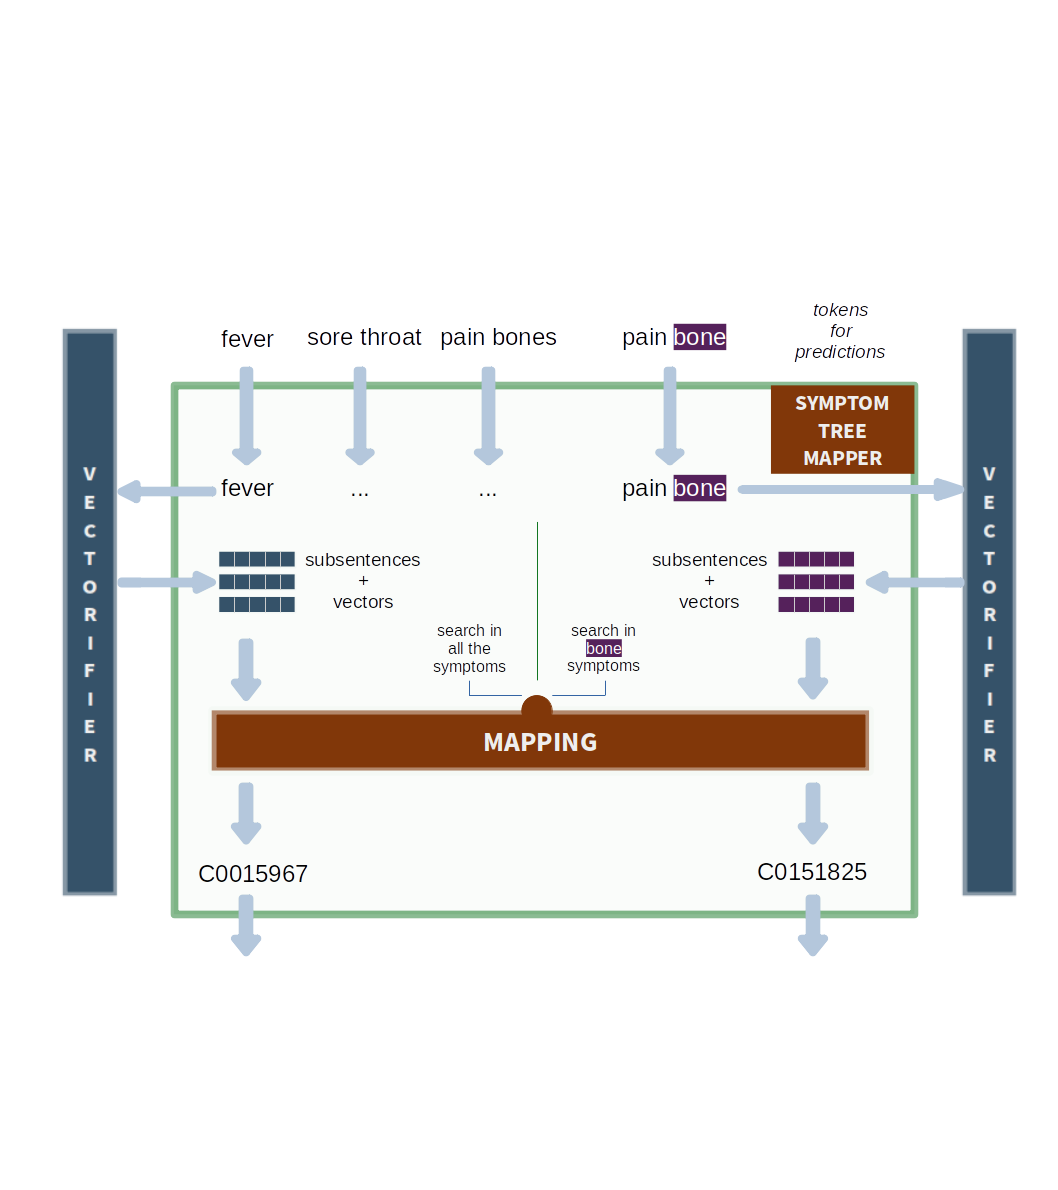 tokens
for
predictions
fever
sore throat
pain bones
pain bone
SYMPTOM
TREE
MAPPER
fever
...
...
pain bone
VECTORIFIER
VECTORIFIER
subsentences
+
vectors
subsentences
+
vectors
search in
all the
symptoms
search in
bone
symptoms
MAPPING
C0015967
C0151825